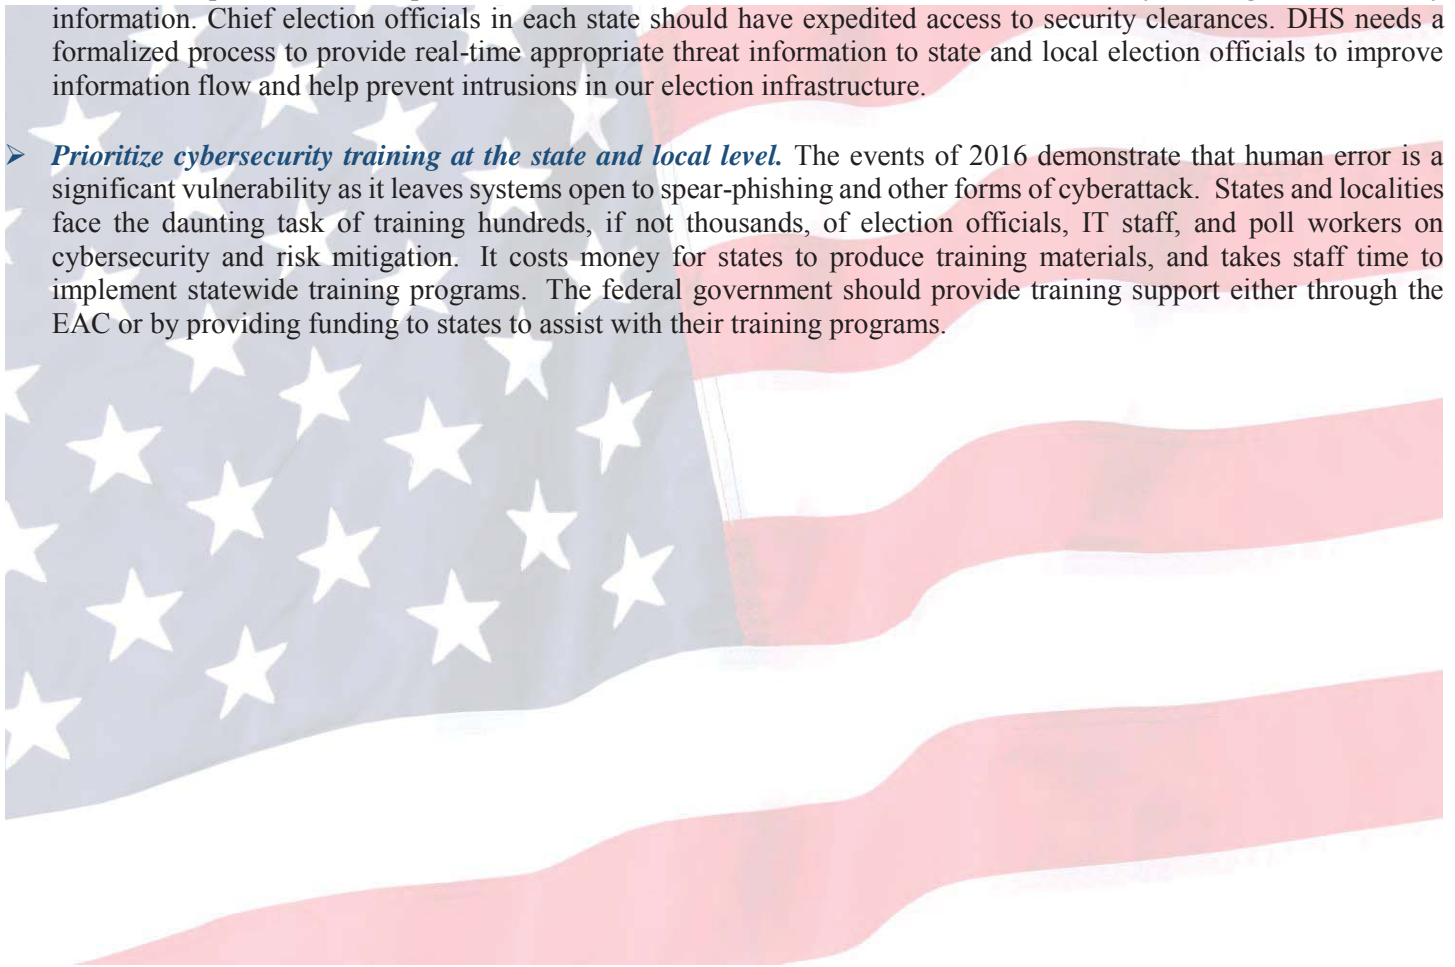 information. Chief election officials in each state should have expedited access to security clearances. DHS needs a
formalized process to provide real-time appropriate threat information to state and local election officials to improve
information flow and help prevent intrusions in our election infrastructure.
➢ Prioritize cybersecurity training at the state and local level. The events of 2016 demonstrate that human error is a
significant vulnerability as it leaves systems open to spear-phishing and other forms of cyberattack. States and localities
face the daunting task of training hundreds, if not thousands, of election officials, IT staff, and poll workers on
cybersecurity and risk mitigation. It costs money for states to produce training materials, and takes staff time to
implement statewide training programs. The federal government should provide training support either through the
EAC or by providing funding to states to assist with their training programs.